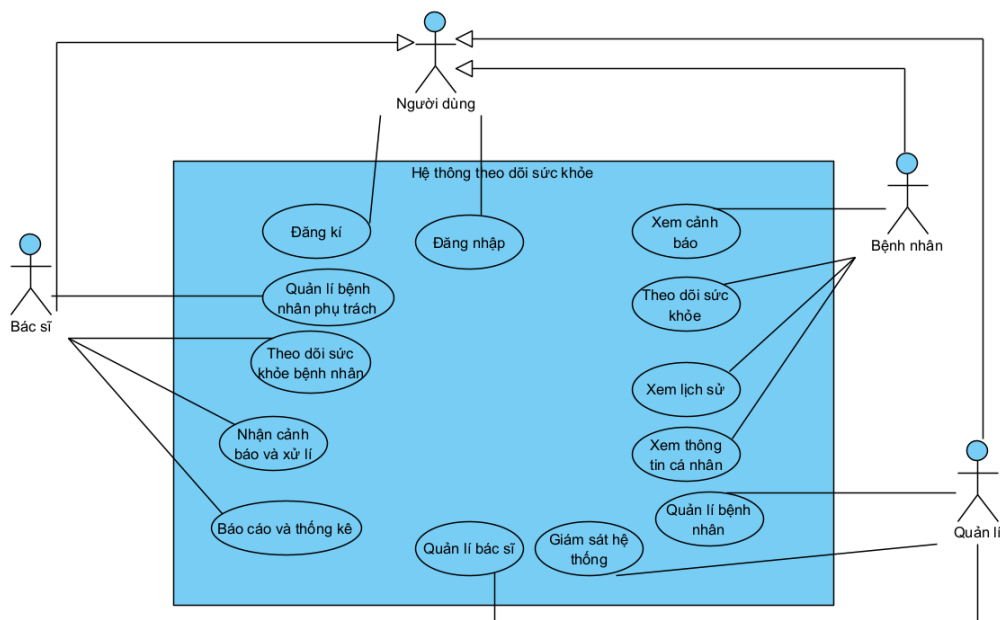 Người dùng
Hệ thông theo dõi sức khỏe
Đăng kí
Đăng nhập
Xem cảnh
báo
Bệnh nhân
Bác sĩ
Quản lí bệnh
nhân phụ trách
Theo dõi sức
khỏe
Theo dõi sức
khỏe bệnh nhân
Xem lịch sử
Nhận cảnh
báo và xử lí
Xem thông
tin cá nhân
Quản lí bệnh
nhân
Quản lí
Báo cáo và thống kê
Quản lí bác sĩ
Giám sát hệ
thống